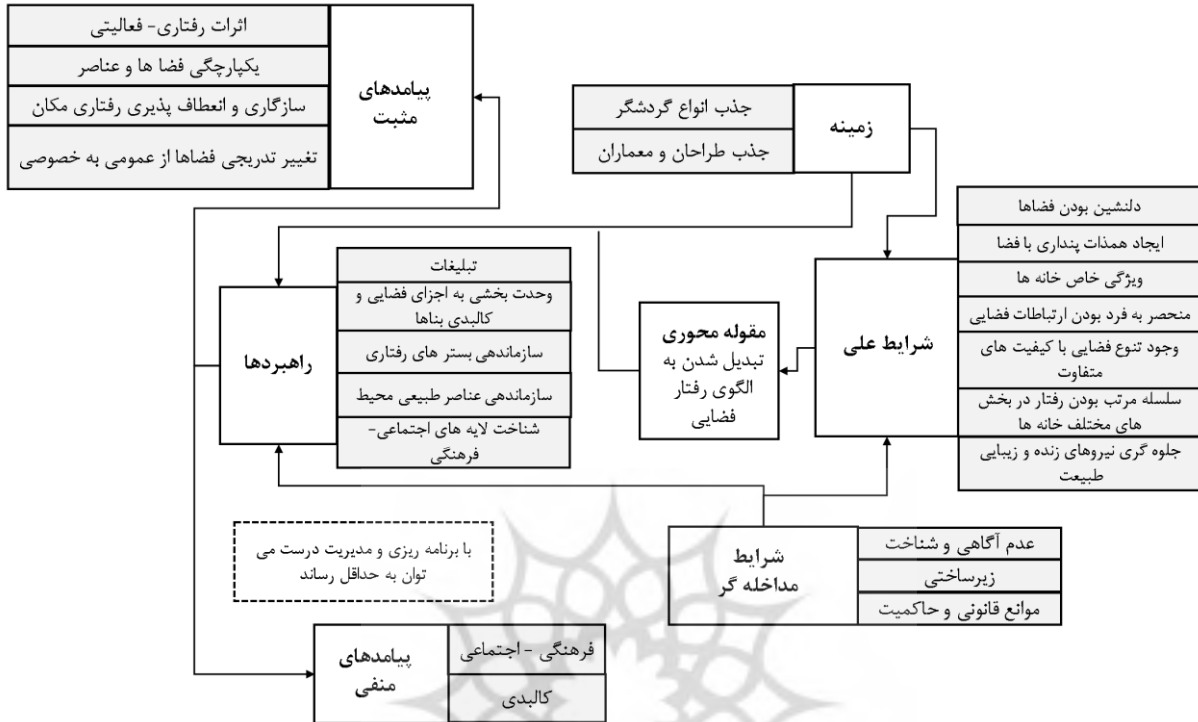 زمینه
جذب انواع گردشگر
جذب طراحان و معماران
پیامدهای
مثبت
اثرات رفتاری- فعالیتی
یکپارچگی فضا ها و عناصر
سازگاری و انعطاف پذیری رفتاری مکان
تغییر تدریجی فضاها از عمومی به خصوصی
شرایط علی
دلنشین بودن فضاها
ایجاد همذات پنداری با فضا
ویژگی خاص خانه ها
منحصر به فرد بودن ارتباطات فضایی
وجود تنوع فضایی با کیفیت های
متفاوت
سلسله مرتب بودن رفتار در بخش
های مختلف خانه ها
جلوه گری نیروهای زنده و زیبایی
طبیعت
مقوله محوری
تبدیل شدن به
الگوی رفتار
فضایی
راهبردها
تبلیغات
وحدت بخشی به اجزای فضایی و
کالبدی بناها
سازماندهی بستر های رفتاری
سازماندهی عناصر طبیعی محیط
شناخت لایه های اجتماعی-
فرهنگی
شرایط
مداخله گر
عدم آگاهی و شناخت
زیرساختی
موانع قانونی و حاکمیت
با برنامه ریزی و مدیریت درست می
توان به حداقل رساند
پیامدهای
منفی
فرهنگی - اجتماعی
کالبدی